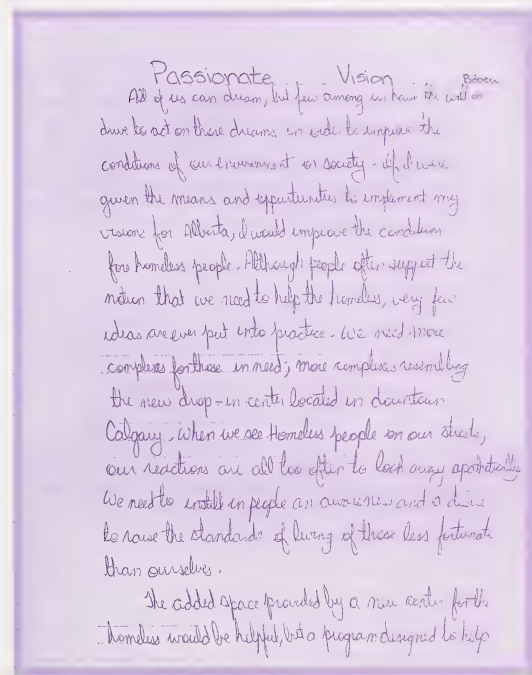 Passionate Vision
All of us can dream, but few among us have the will or
drive to act on those dreams in order to improve the
conditions of our environment or society. If I were
given the means and opportunities to implement my
visions for Alberta, I would improve the conditions
for homeless people. Although people often support the
notion that we need to help the homeless, very few
ideas are ever put into practice. We need more
complexes for those in need; more complexes resembling
the new drop-in center located in downtown
Calgary. When we see Homeless people on our streets,
our reactions are all too often to look away apathetically
We need to instill in people an awareness and a drive
to raise the standards of living of those less fortunate
than ourselves.
The added space provided by a new center for the
homeless would be helpful, but a program designed to help